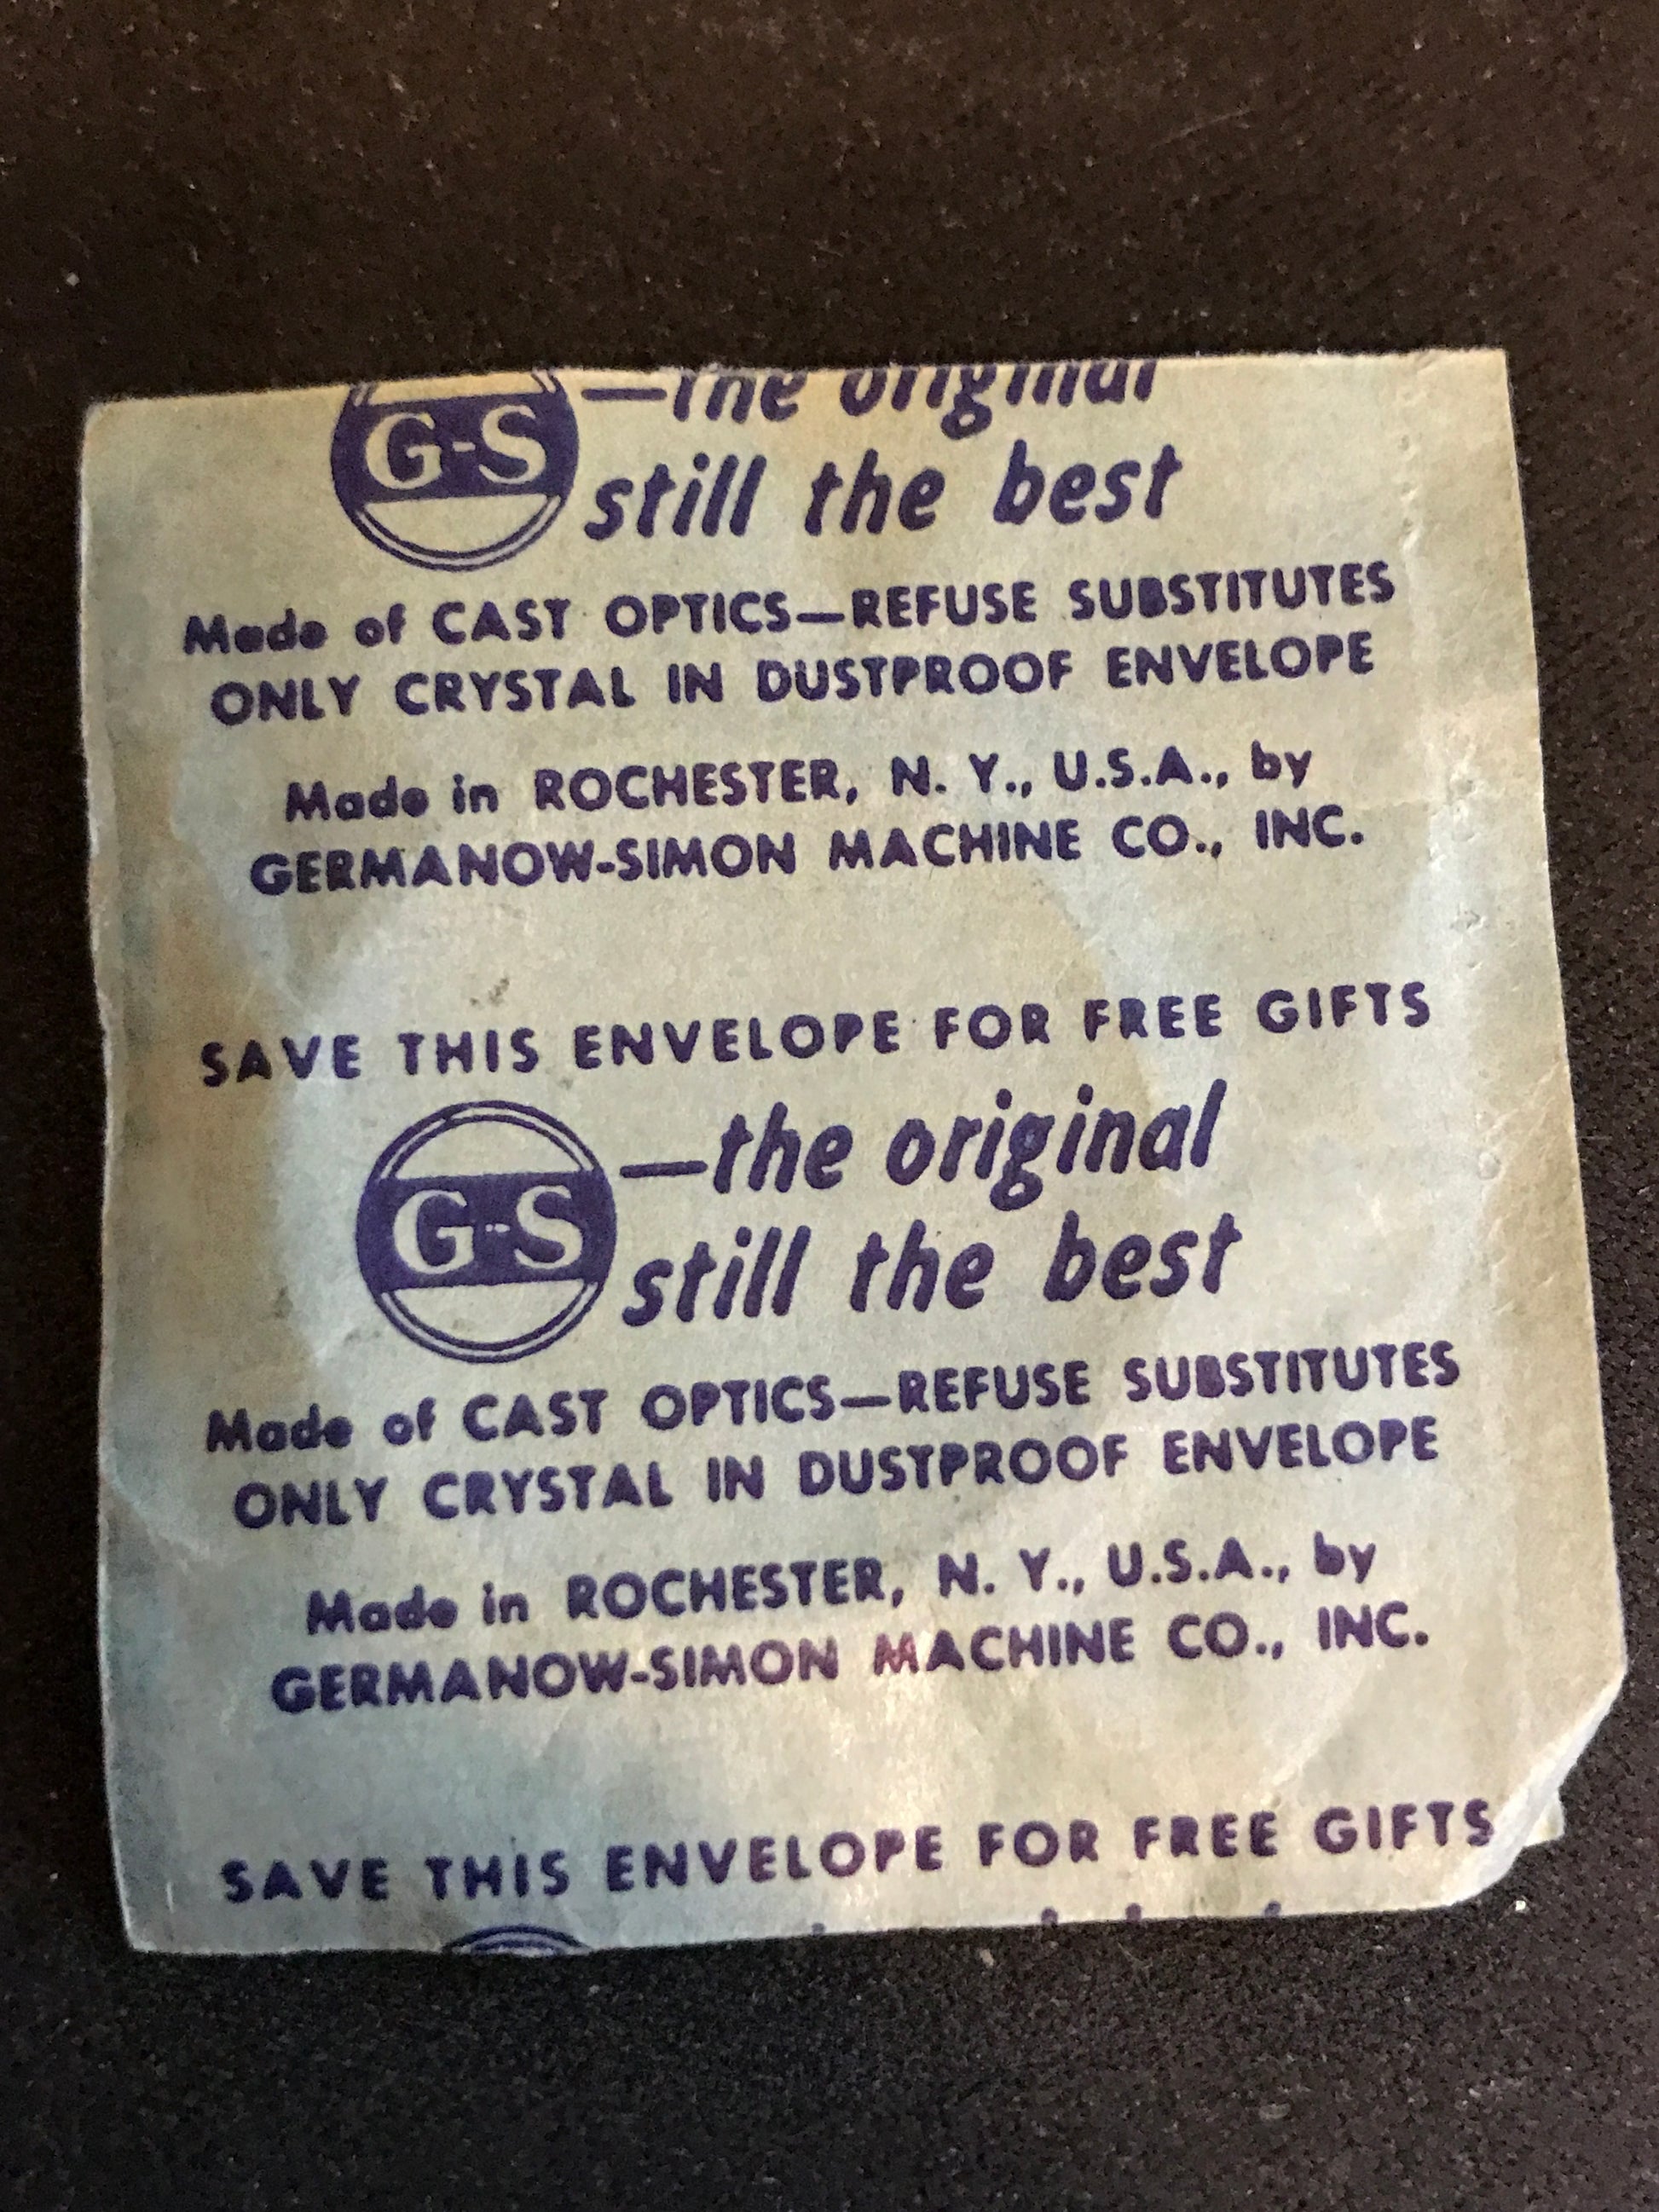 G-S —the original
still the best
Made of CAST OPTICS—REFUSE SUBSTITUTES
ONLY CRYSTAL IN DUSTPROOF ENVELOPE
Made in ROCHESTER, N. Y., U.S.A., by
GERMANOW-SIMON MACHINE CO., INC.
SAVE THIS ENVELOPE FOR FREE GIFTS
G-S —the original
still the best
Made of CAST OPTICS—REFUSE SUBSTITUTES
ONLY CRYSTAL IN DUSTPROOF ENVELOPE
Made in ROCHESTER, N. Y., U.S.A., by
GERMANOW-SIMON MACHINE CO., INC.
SAVE THIS ENVELOPE FOR FREE GIFTS